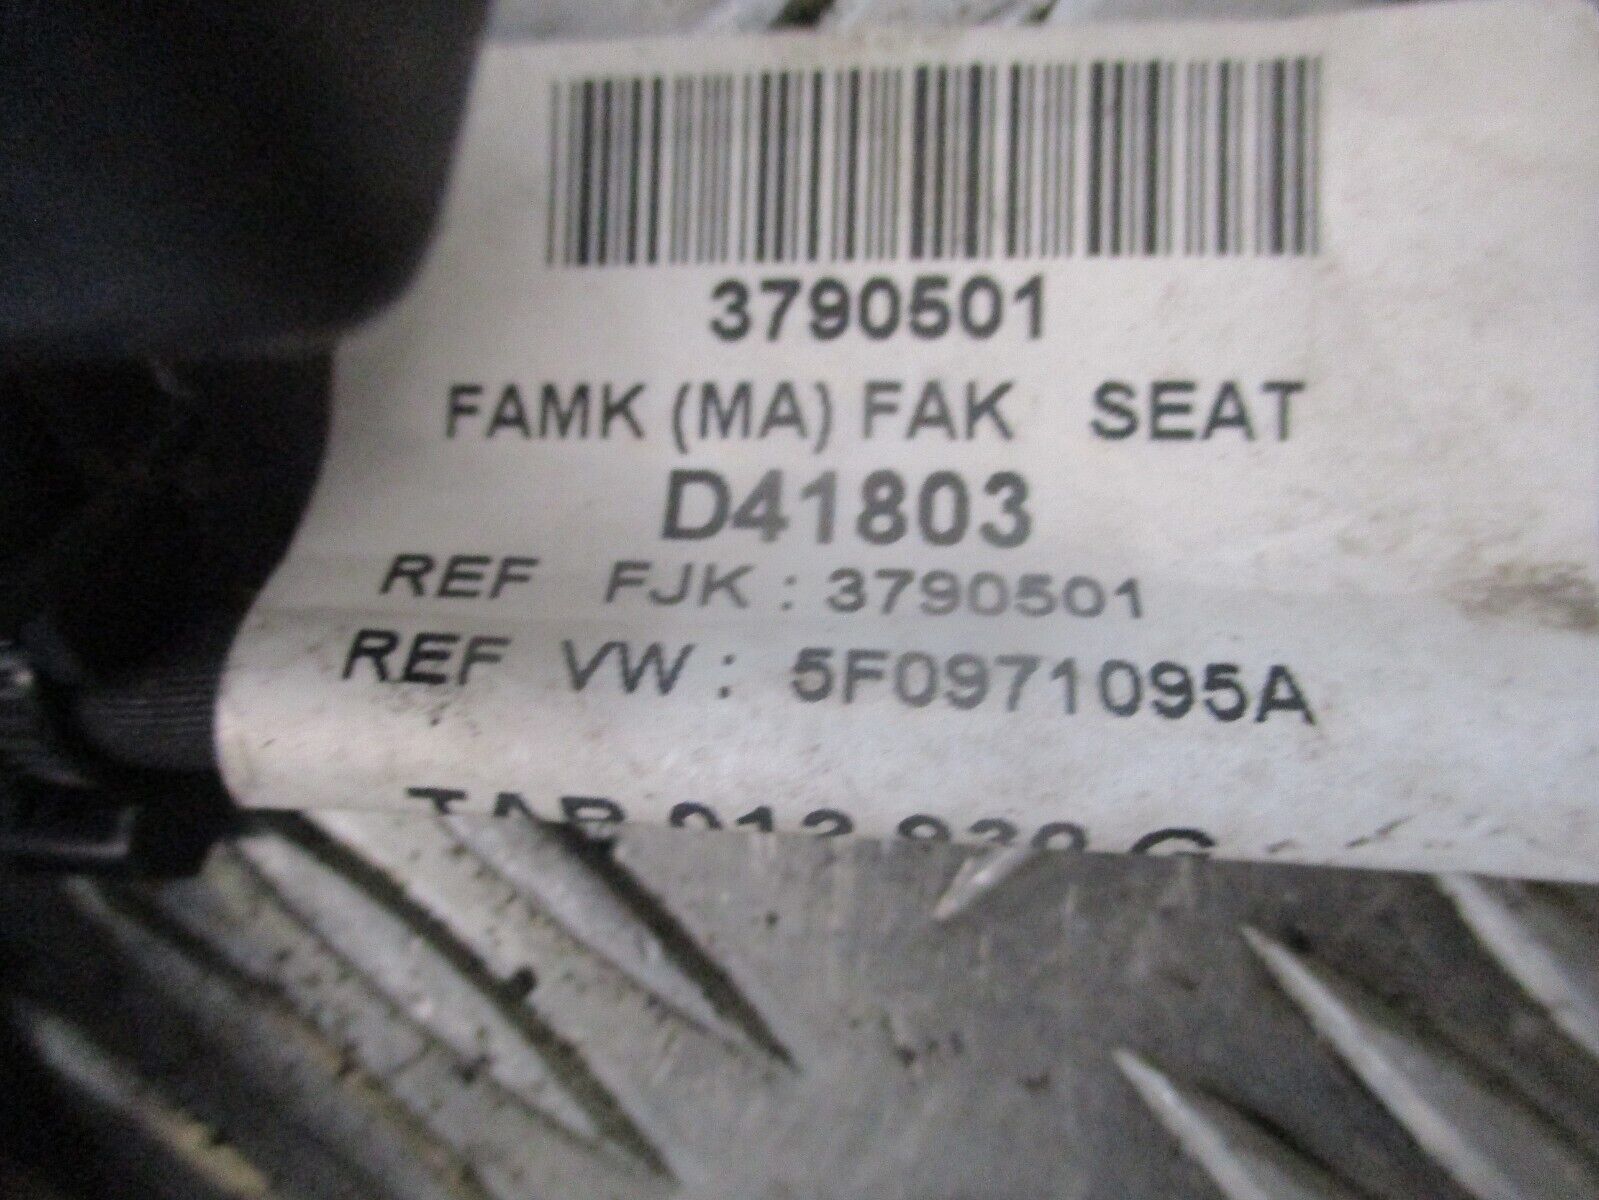 3790501
FAMK (MA) FAK SEAT
D41803
REF FJK : 3790501
REF VW : 5F0971095A